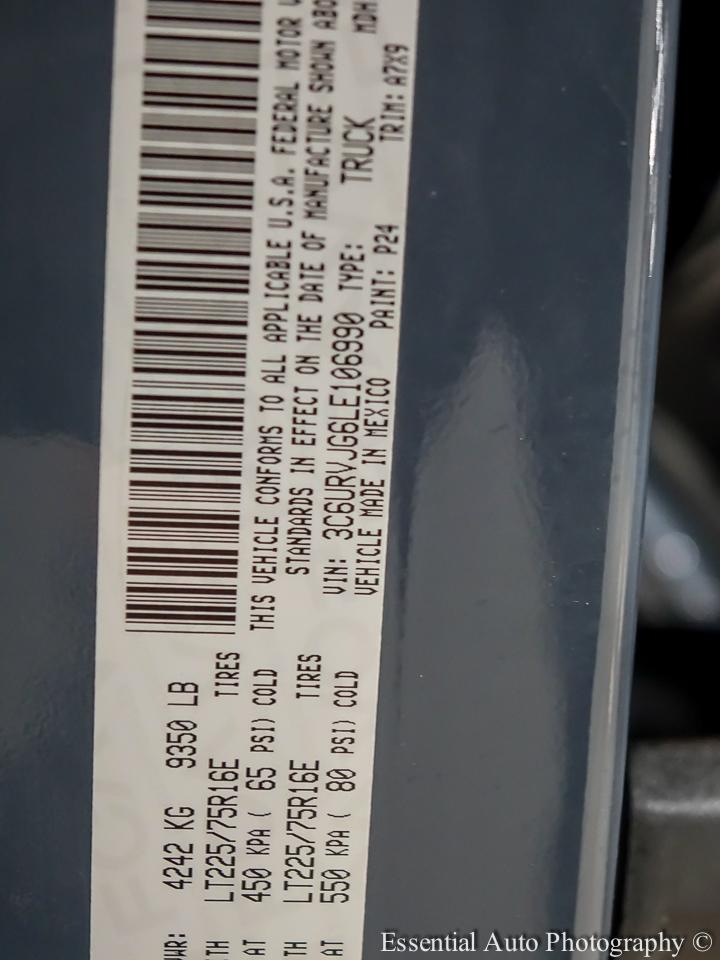 4242 KG 9350 LB
TH LT225/75R16E TIRES
AT 450 KPA ( 65 PSI) COLD
TH LT225/75R16E TIRES
AT 550 KPA ( 80 PSI) COLD
THIS VEHICLE CONFORMS TO ALL APPLICABLE U.S.A. FEDERAL MOTOR
STANDARDS IN EFFECT ON THE DATE OF MANUFACTURE SHOWN ABO
VIN: 3C6URVJG6LE106990 TYPE: TRUCK MDH
VEHICLE MADE IN MEXICO PAINT: P24 TRIM: A7X9
Essential Auto Photography ©